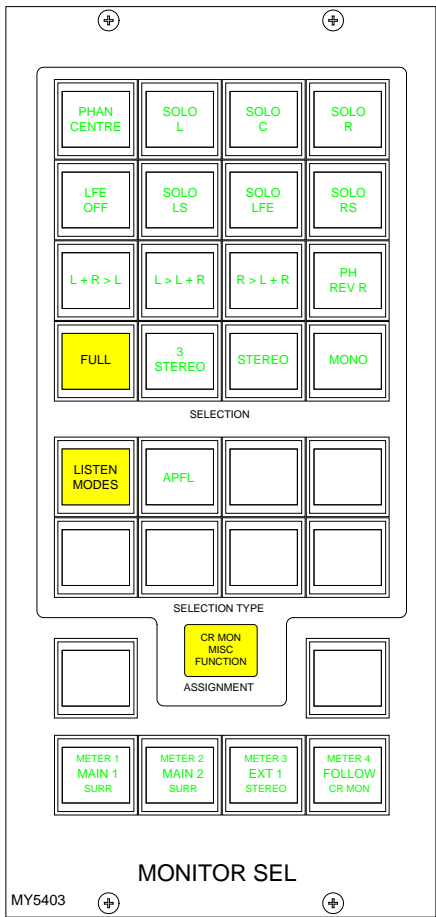 PHAN
CENTRE
SOLO
L
SOLO
C
SOLO
R
LFE
OFF
SOLO
LS
SOLO
LFE
SOLO
RS
L + R > L
L > L + R
R > L + R
PH
REV R
FULL
3
STEREO
STEREO
MONO
SELECTION
LISTEN
MODES
APFL
SELECTION TYPE
CR MON
MISC
FUNCTION
ASSIGNMENT
METER 1
MAIN 1
SURR
METER 2
MAIN 2
SURR
METER 3
EXT 1
STEREO
METER 4
FOLLOW
CR MON
MONITOR SEL
MY5403